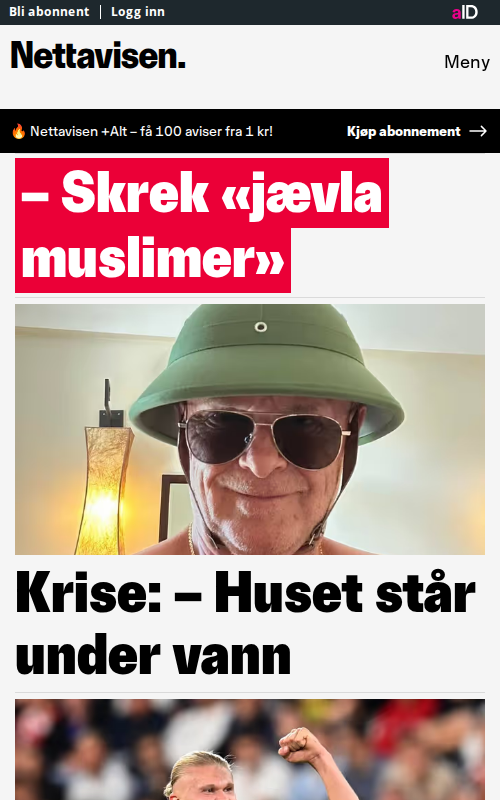 Bli abonnent | Logg inn
aID
Nettavisen.
Meny
🔥 Nettavisen +Alt – få 100 aviser fra 1 kr!
Kjøp abonnement →
– Skrek «jævla
muslimer»
Krise: – Huset står
under vann